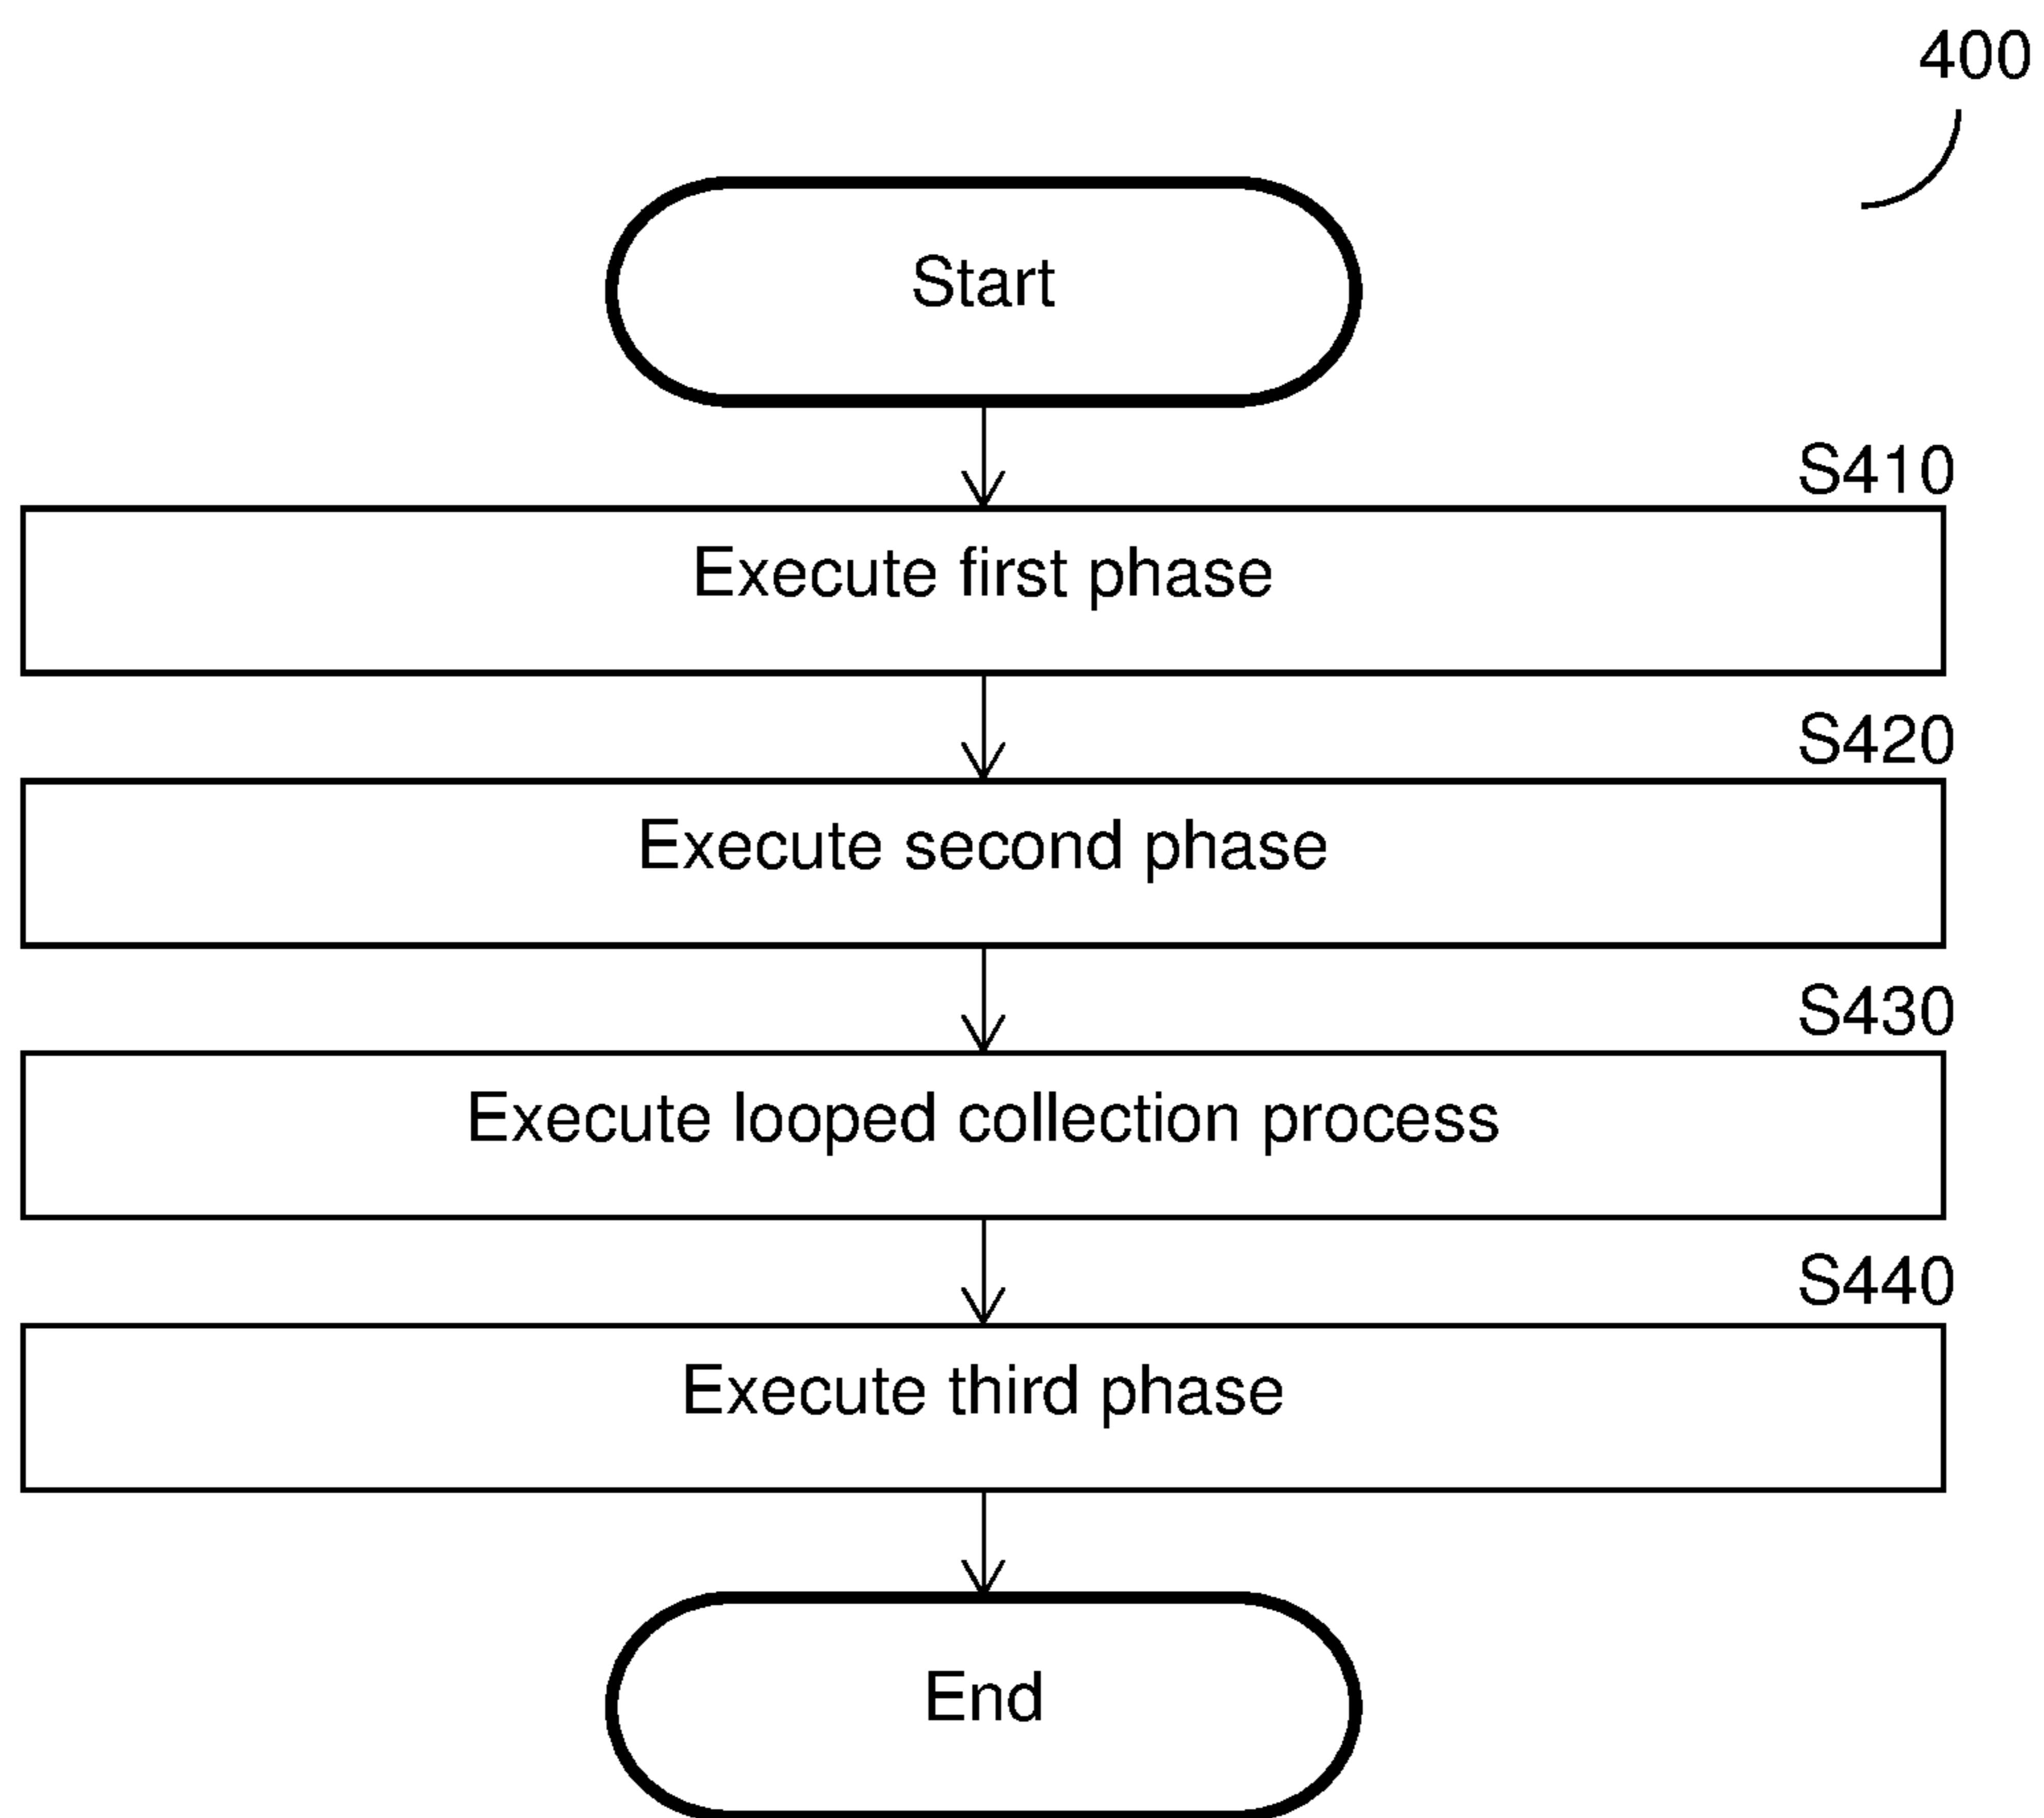 400
Start
S410
Execute first phase
S420
Execute second phase
S430
Execute looped collection process
S440
Execute third phase
End